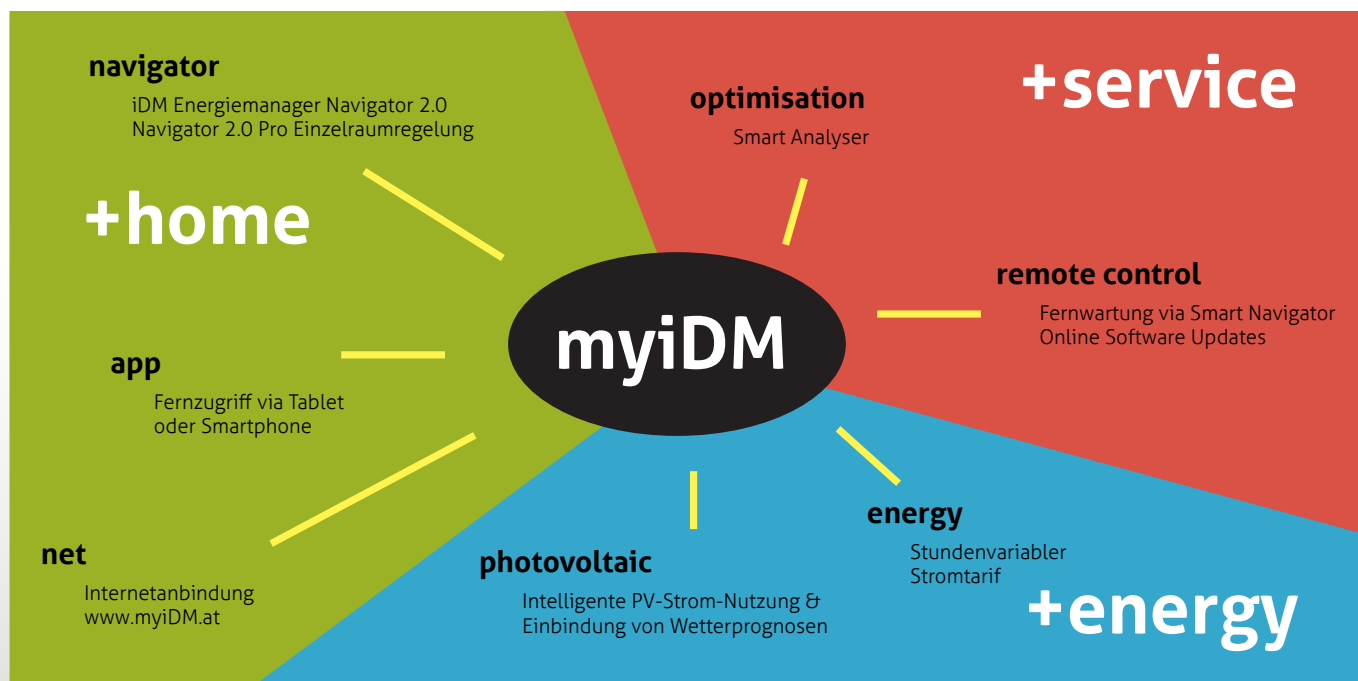 navigator
iDM Energiemanager Navigator 2.0
Navigator 2.0 Pro Einzelraumregelung
+home
app
Fernzugriff via Tablet
oder Smartphone
net
Internetanbindung
www.myiDM.at
myiDM
+service
optimisation
Smart Analyser
remote control
Fernwartung via Smart Navigator
Online Software Updates
photovoltaic
Intelligente PV-Strom-Nutzung &
Einbindung von Wetterprognosen
energy
Stundenvariabler
Stromtarif
+energy